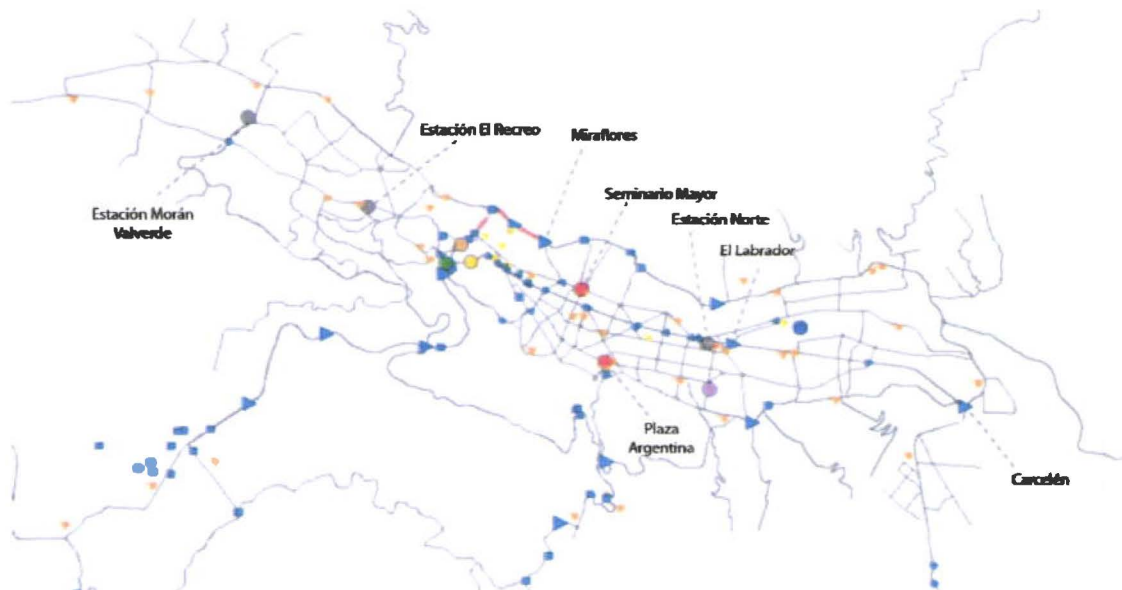 Estación El Recreo
Miraflores
Seminario Mayor
Estación Norte
El Labrador
Estación Morán
Valverde
Plaza
Argentina
Carcelén